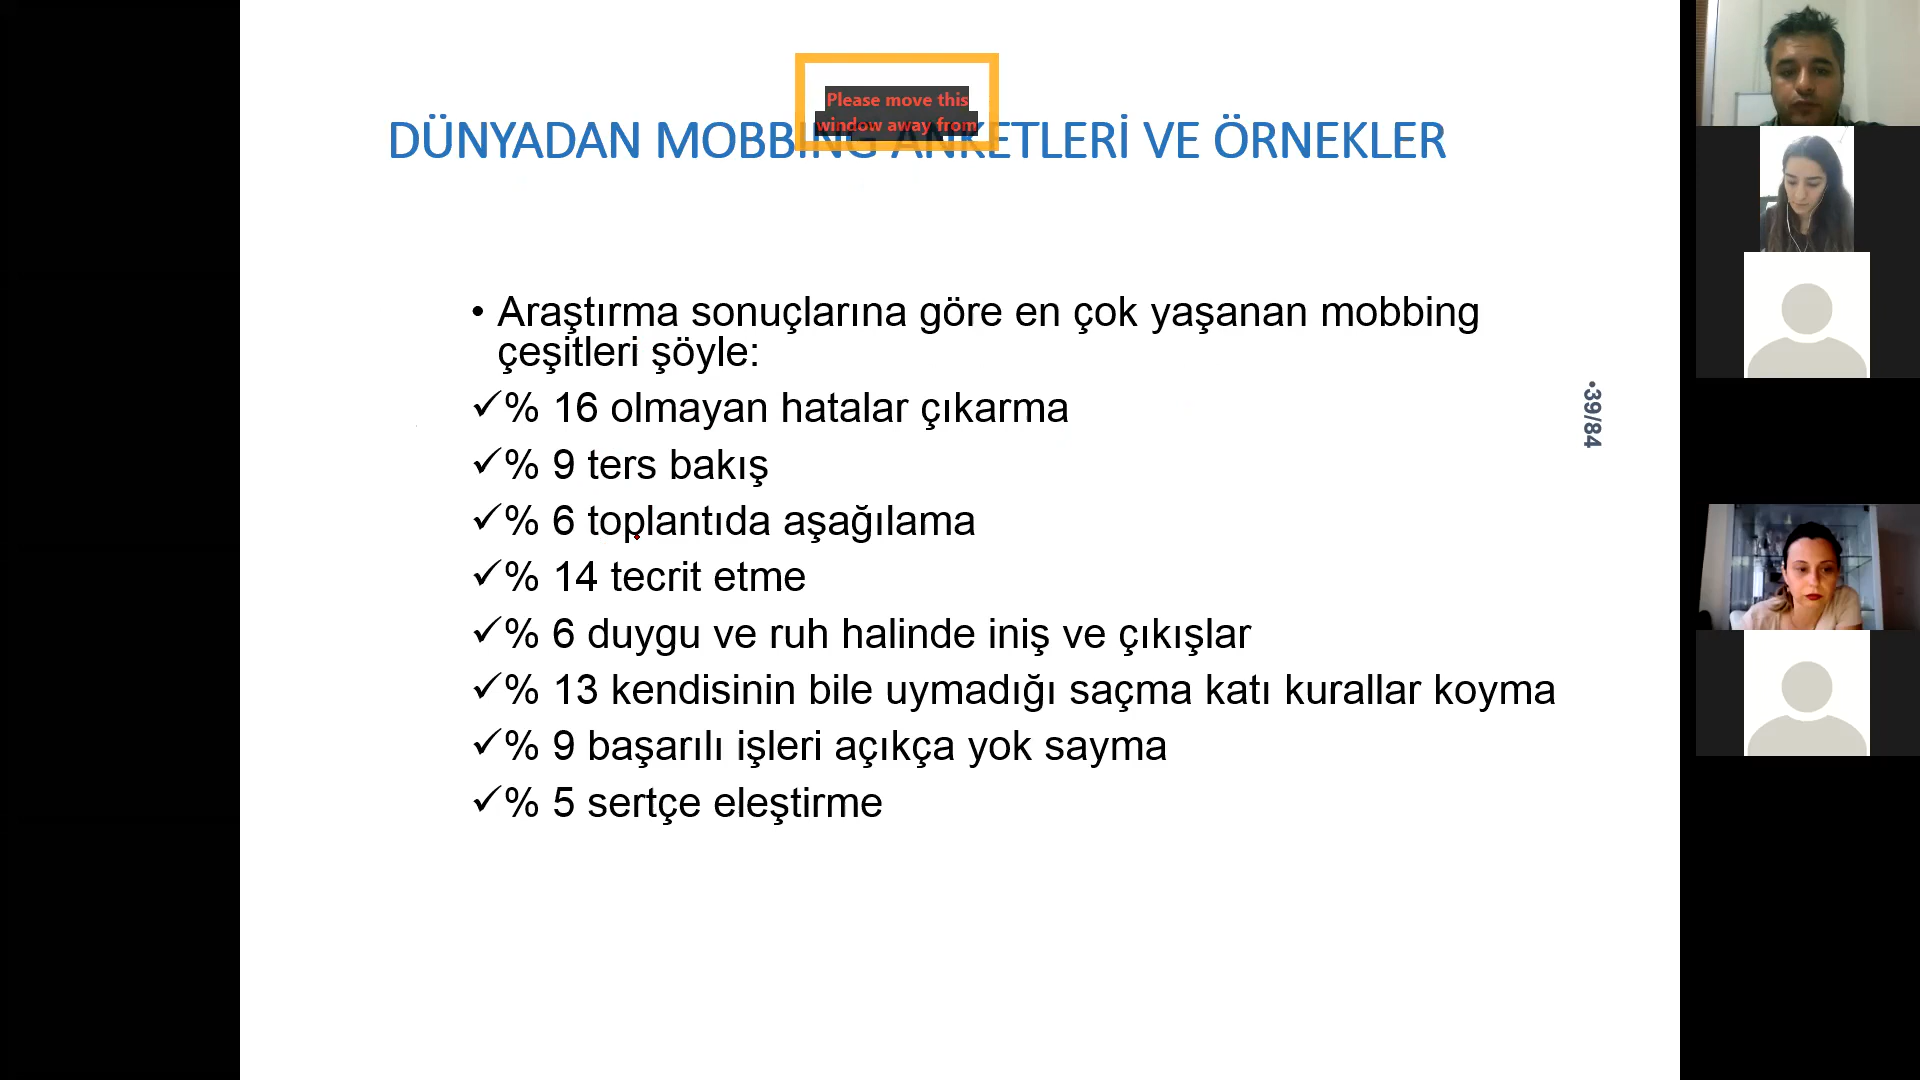 Please move this
window away from
DÜNYADAN MOBBING ANKETLERİ VE ÖRNEKLER
• Araştırma sonuçlarına göre en çok yaşanan mobbing
çeşitleri şöyle:
✓% 16 olmayan hatalar çıkarma
✓% 9 ters bakış
✓% 6 toplantıda aşağılama
✓% 14 tecrit etme
✓% 6 duygu ve ruh halinde iniş ve çıkışlar
✓% 13 kendisinin bile uymadığı saçma katı kurallar koyma
✓% 9 başarılı işleri açıkça yok sayma
✓% 5 sertçe eleştirme
•39/84